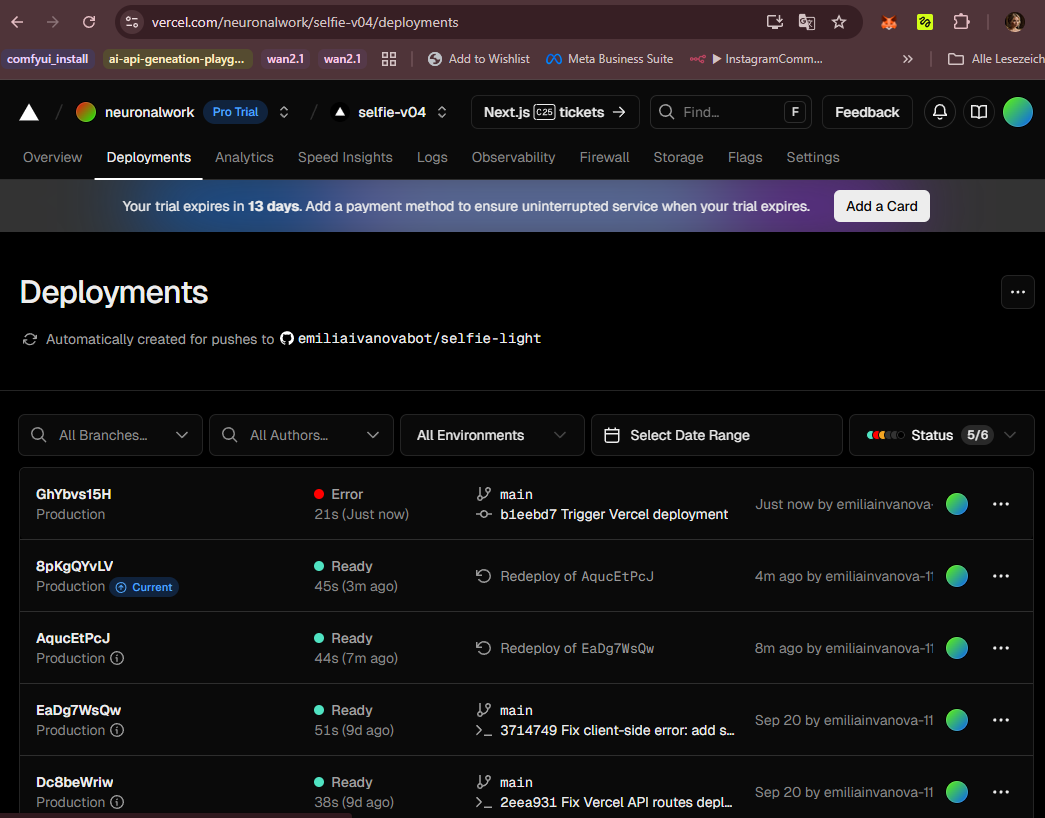 vercel.com/neuronalwork/selfie-v04/deployments
comfyui_install ai-api-geneation-playg... wan2.1 wan2.1 Add to Wishlist Meta Business Suite InstagramComm... » Alle Lesezeich
/ neuronalwork Pro Trial / selfie-v04 Next.js C25 tickets → Find... F Feedback
Overview Deployments Analytics Speed Insights Logs Observability Firewall Storage Flags Settings
Your trial expires in 13 days. Add a payment method to ensure uninterrupted service when your trial expires. Add a Card
Deployments
Automatically created for pushes to emiliaivanovabot/selfie-light
All Branches... All Authors... All Environments Select Date Range Status 5/6
GhYbvs15H Error main
Production 21s (Just now) b1eebd7 Trigger Vercel deployment Just now by emiliainvanova-
8pKgQYvLV Ready Redeploy of AqucEtPcJ 4m ago by emiliainvanova-11
Production Current 45s (3m ago)
AqucEtPcJ Ready Redeploy of EaDg7WsQw 8m ago by emiliainvanova-11
Production 44s (7m ago)
EaDg7WsQw Ready main
Production 51s (9d ago) 3714749 Fix client-side error: add s... Sep 20 by emiliainvanova-11
Dc8beWriw Ready main
Production 38s (9d ago) 2eea931 Fix Vercel API routes depl... Sep 20 by emiliainvanova-11